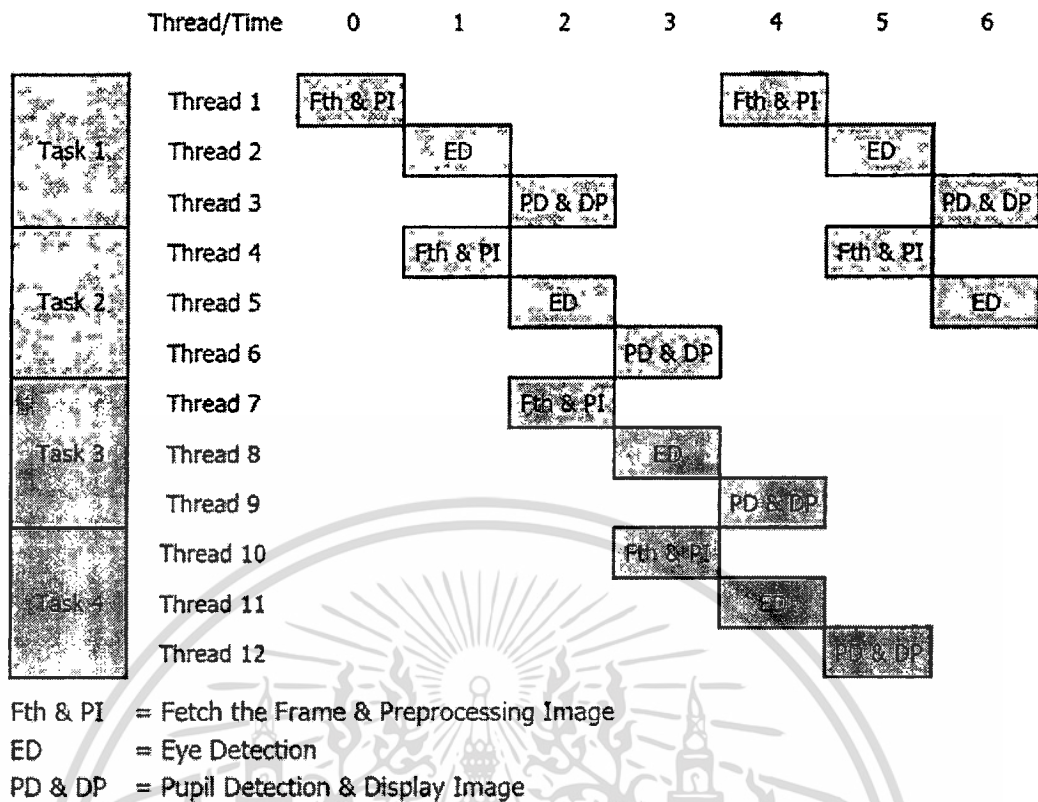 Thread/Time 0 1 2 3 4 5 6
Task 1
Thread 1 Fth & PI Fth & PI
Thread 2 ED ED
Thread 3 PD & DP PD & DP
Task 2
Thread 4 Fth & PI Fth & PI
Thread 5 ED ED
Thread 6 PD & DP
Task 3
Thread 7 Fth & PI
Thread 8 ED
Thread 9 PD & DP
Task 4
Thread 10 Fth & PI
Thread 11 ED
Thread 12 PD & DP
Fth & PI = Fetch the Frame & Preprocessing Image
ED = Eye Detection
PD & DP = Pupil Detection & Display Image